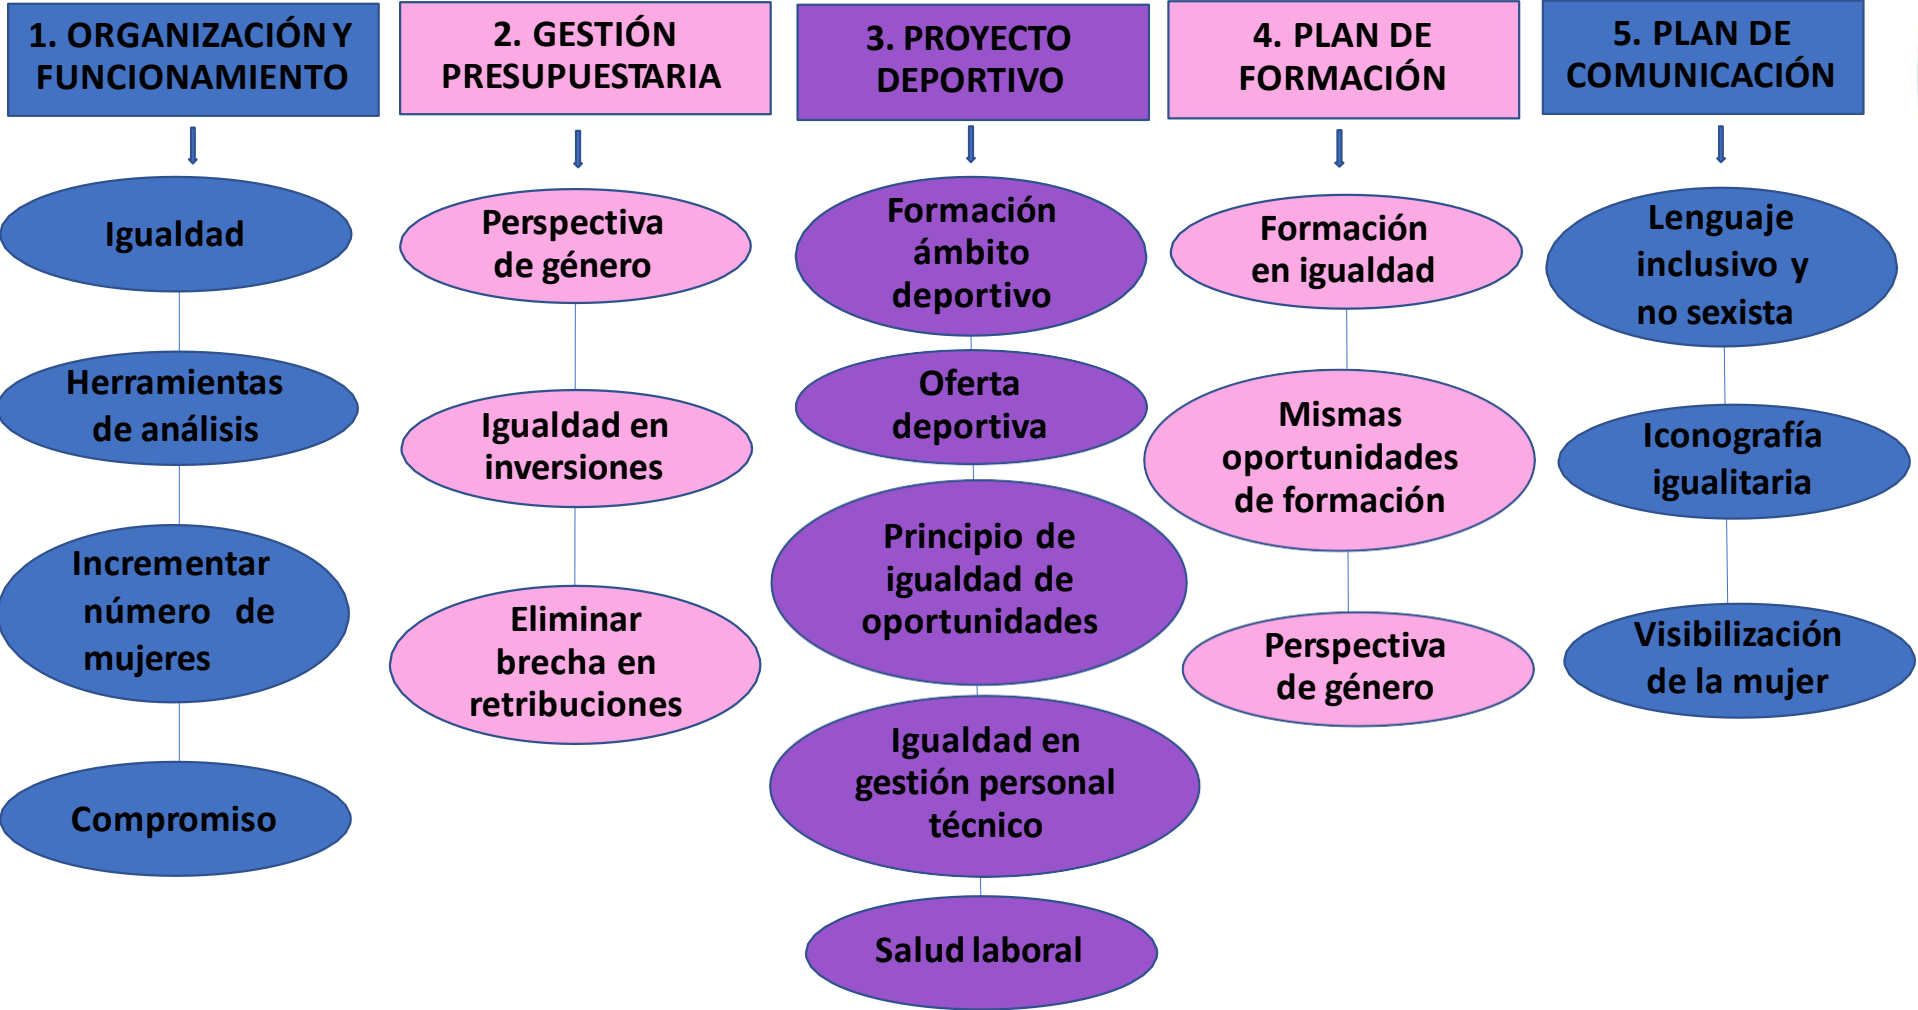 1. ORGANIZACIÓN Y
FUNCIONAMIENTO
Igualdad
Herramientas
de análisis
Incrementar
número de
mujeres
Compromiso
2. GESTIÓN
PRESUPUESTARIA
Perspectiva
de género
Igualdad en
inversiones
Eliminar
brecha en
retribuciones
3. PROYECTO
DEPORTIVO
Formación
ámbito
deportivo
Oferta
deportiva
Principio de
igualdad de
oportunidades
Igualdad en
gestión personal
técnico
Salud laboral
4. PLAN DE
FORMACIÓN
Formación
en igualdad
Mismas
oportunidades
de formación
Perspectiva
de género
5. PLAN DE
COMUNICACIÓN
Lenguaje
inclusivo y
no sexista
Iconografía
igualitaria
Visibilización
de la mujer